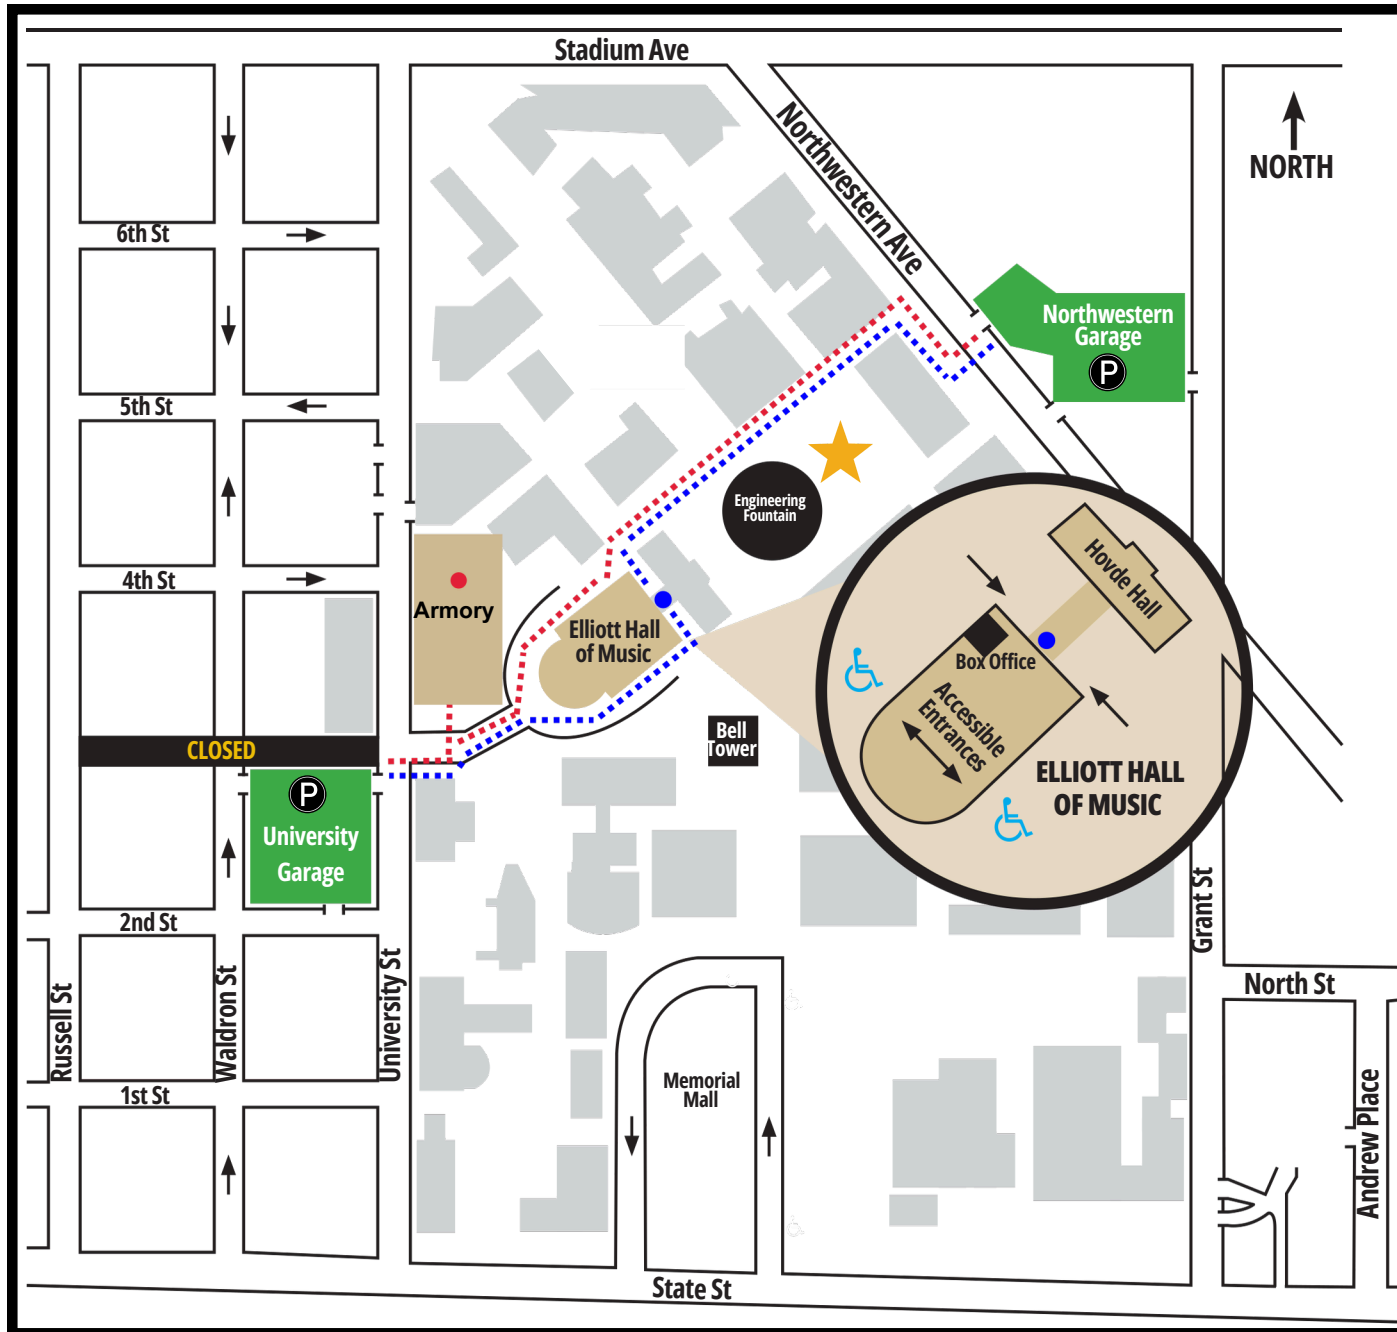 Stadium Ave
Northwestern Ave
NORTH
6th St
Northwestern
Garage
P
5th St
Engineering
Fountain
4th St
Armory
Elliott Hall
of Music
Hovde Hall
Box Office
Accessible
Entrances
ELLIOTT HALL
OF MUSIC
Bell
Tower
CLOSED
P
University
Garage
2nd St
Grant St
North St
Russell St
Waldron St
University St
1st St
Memorial
Mall
Andrew Place
State St